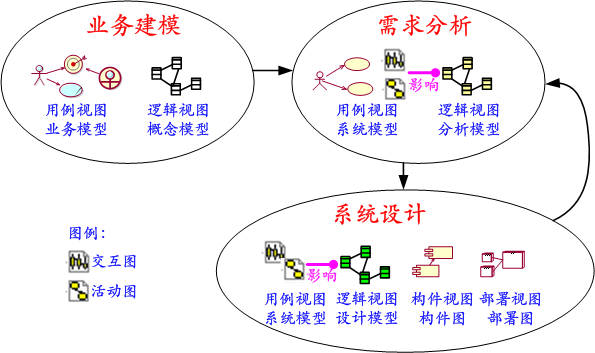 业务建模
用例视图
业务模型
逻辑视图
概念模型
需求分析
影响
用例视图
系统模型
逻辑视图
分析模型
系统设计
影响
用例视图
系统模型
逻辑视图
设计模型
构件视图
构件图
部署视图
部署图
图例：
交互图
活动图